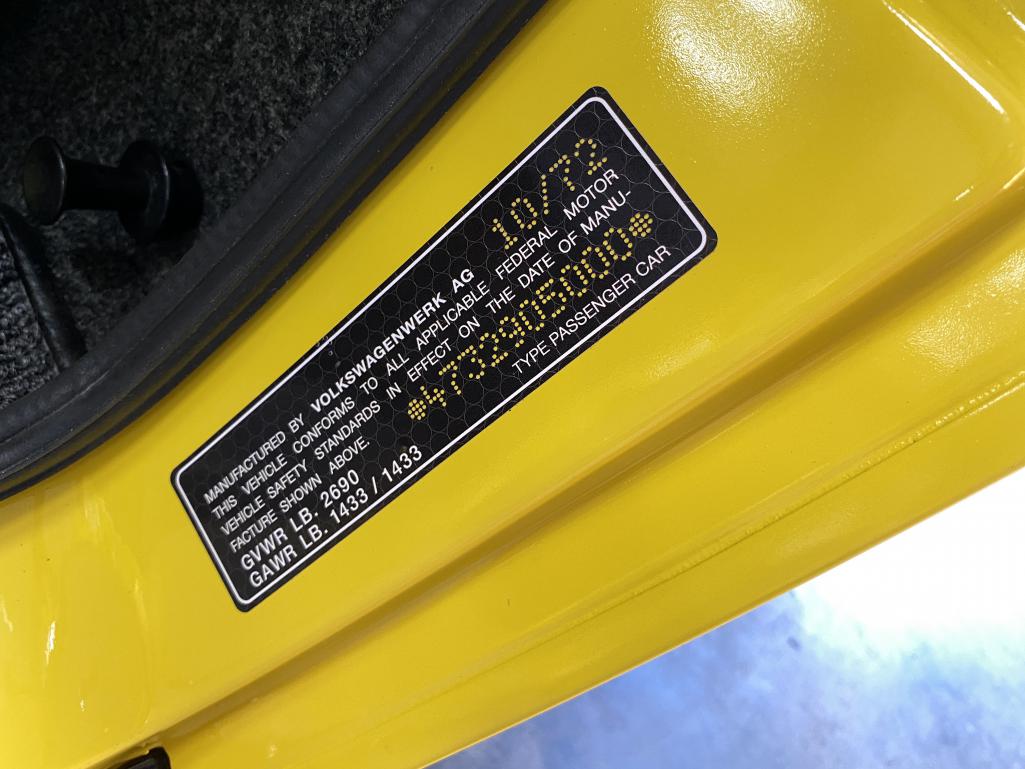 MANUFACTURED BY VOLKSWAGENWERK AG 10/72
THIS VEHICLE CONFORMS TO ALL APPLICABLE FEDERAL MOTOR
VEHICLE SAFETY STANDARDS IN EFFECT ON THE DATE OF MANU-
FACTURE SHOWN ABOVE. *4732905000*
GVWR LB. 2690 TYPE PASSENGER CAR
GAWR LB. 1433 / 1433